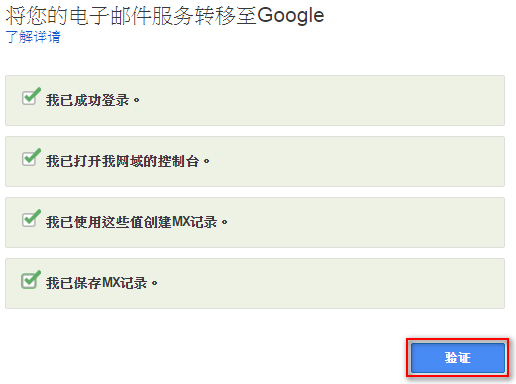 将您的电子邮件服务转移至Google
了解详请
我已成功登录。
我已打开我网域的控制台。
我已使用这些值创建MX记录。
我已保存MX记录。
验证